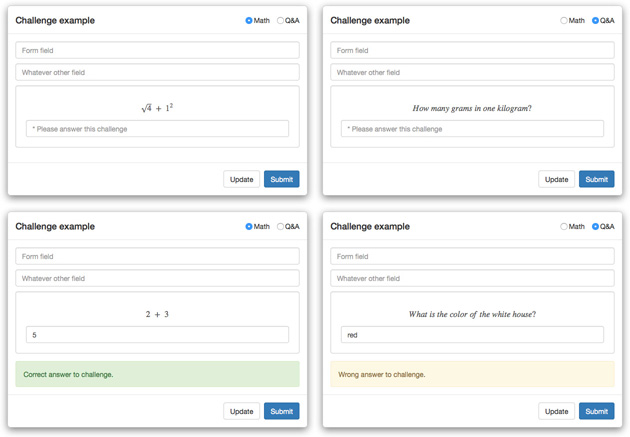 Challenge example Math Q&A
Form field
Whatever other field
√4 + 1²
* Please answer this challenge
Update Submit
Challenge example Math Q&A
Form field
Whatever other field
How many grams in one kilogram?
* Please answer this challenge
Update Submit
Challenge example Math Q&A
Form field
Whatever other field
2 + 3
5
Correct answer to challenge.
Update Submit
Challenge example Math Q&A
Form field
Whatever other field
What is the color of the white house?
red
Wrong answer to challenge.
Update Submit